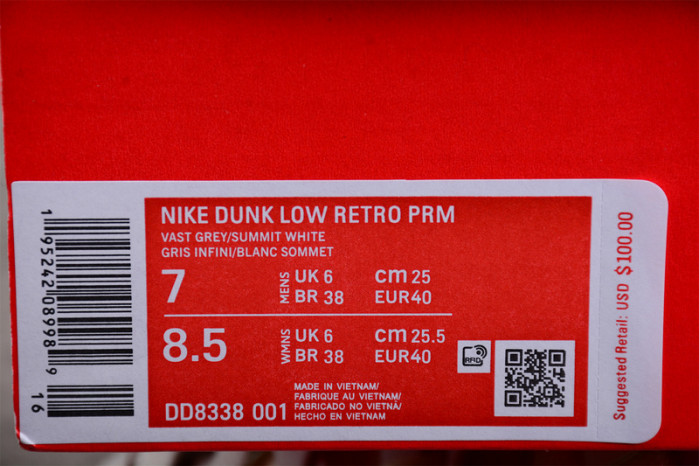 NIKE DUNK LOW RETRO PRM
VAST GREY/SUMMIT WHITE
GRIS INFINI/BLANC SOMMET
7 MENS UK 6 cm 25
BR 38 EUR40
8.5 WMNS UK 6 cm 25.5
BR 38 EUR40
RFID
MADE IN VIETNAM/
FABRIQUE AU VIETNAM/
FABRICADO NO VIETNÁ/
HECHO EN VIETNAM
DD8338 001
1 95242 08998 9
16
Suggested Retail: USD $100.00